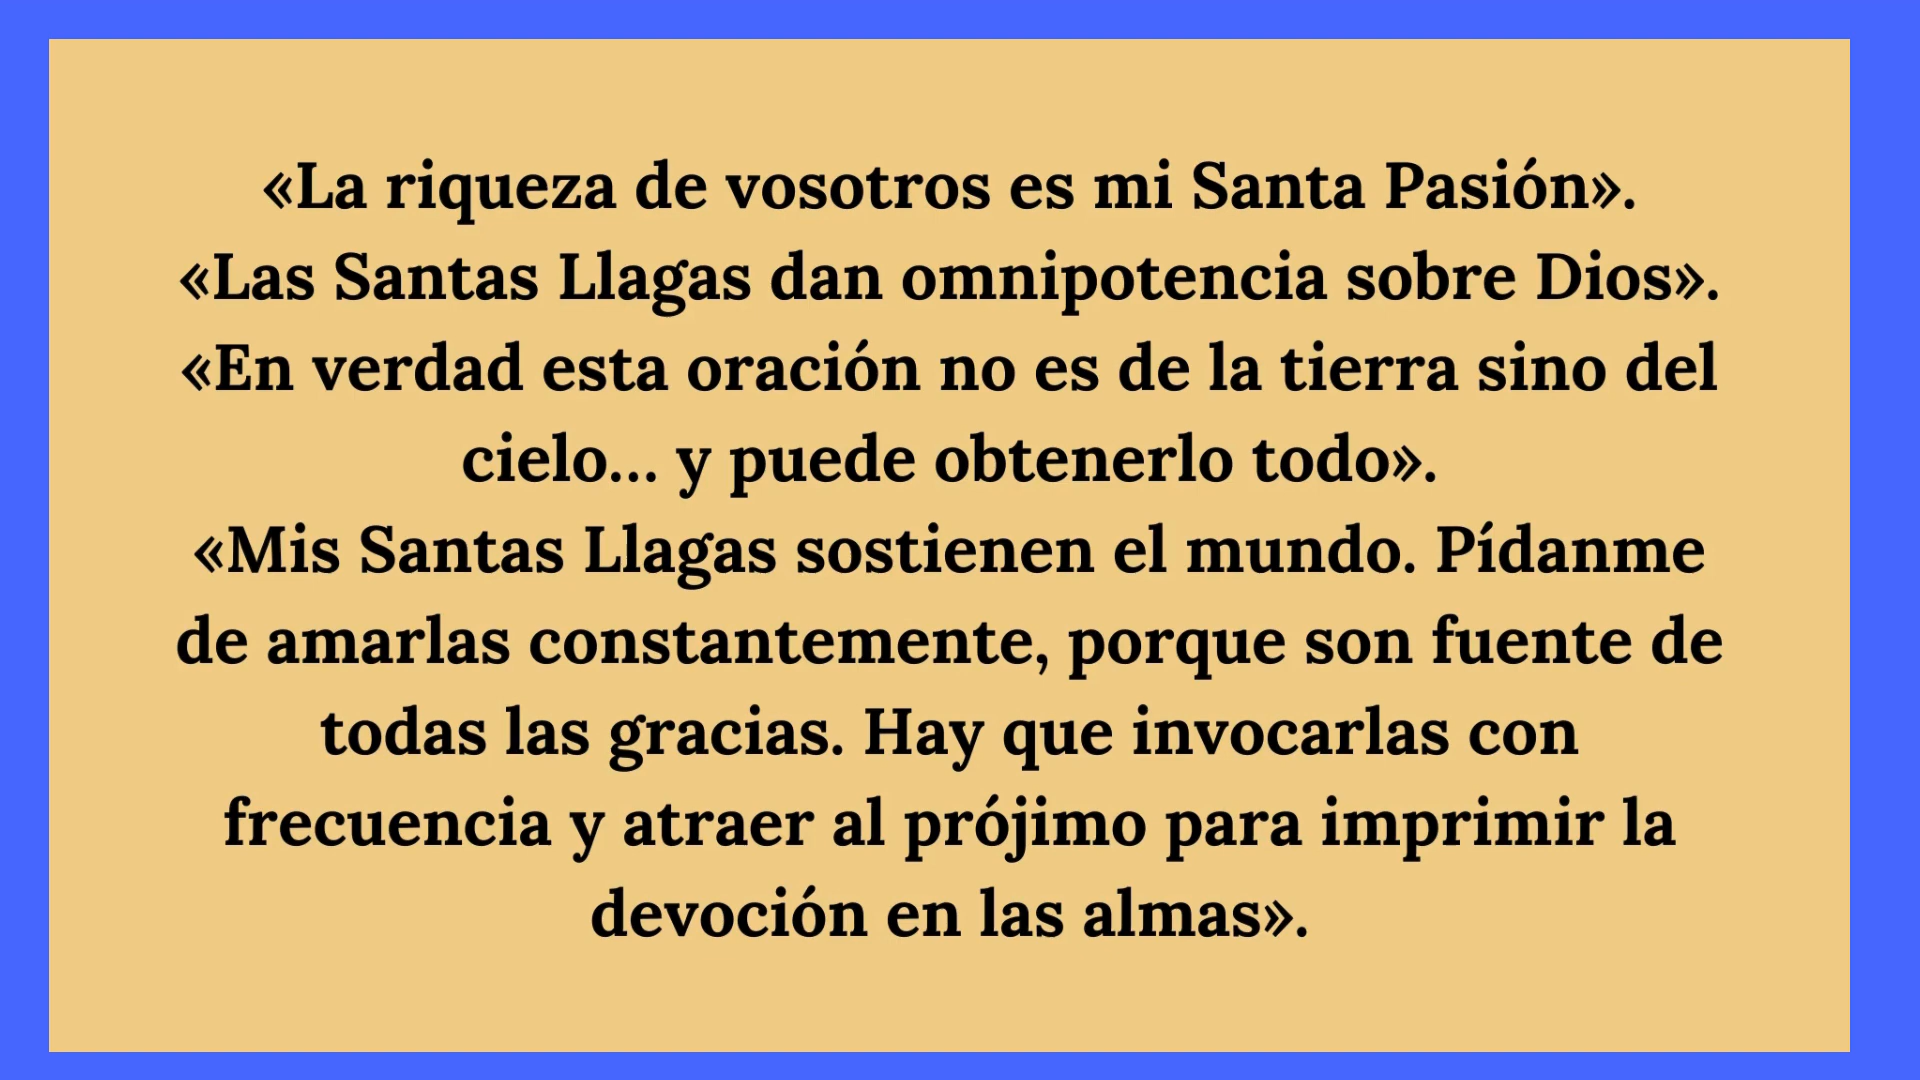 «La riqueza de vosotros es mi Santa Pasión».
«Las Santas Llagas dan omnipotencia sobre Dios».
«En verdad esta oración no es de la tierra sino del
cielo... y puede obtenerlo todo».
«Mis Santas Llagas sostienen el mundo. Pídanme
de amarlas constantemente, porque son fuente de
todas las gracias. Hay que invocarlas con
frecuencia y atraer al prójimo para imprimir la
devoción en las almas».